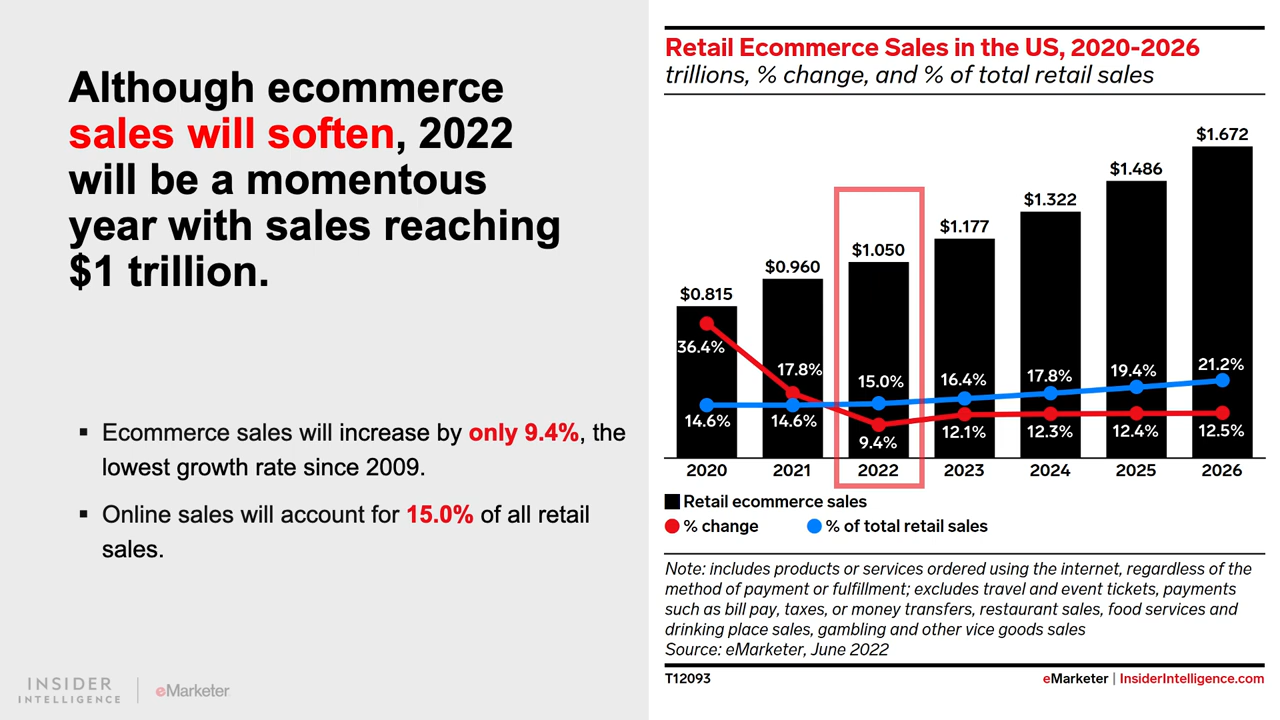 Although ecommerce
sales will soften, 2022
will be a momentous
year with sales reaching
$1 trillion.
▪ Ecommerce sales will increase by only 9.4%, the
lowest growth rate since 2009.
▪ Online sales will account for 15.0% of all retail
sales.
INSIDER
INTELLIGENCE
eMarketer
Retail Ecommerce Sales in the US, 2020-2026
trillions, % change, and % of total retail sales
$0.815
$0.960
$1.050
$1.177
$1.322
$1.486
$1.672
36.4%
17.8%
9.4%
12.1%
12.3%
12.4%
12.5%
14.6%
14.6%
15.0%
16.4%
17.8%
19.4%
21.2%
2020 2021 2022 2023 2024 2025 2026
Retail ecommerce sales
% change % of total retail sales
Note: includes products or services ordered using the internet, regardless of the
method of payment or fulfillment; excludes travel and event tickets, payments
such as bill pay, taxes, or money transfers, restaurant sales, food services and
drinking place sales, gambling and other vice goods sales
Source: eMarketer, June 2022
T12093 eMarketer | InsiderIntelligence.com